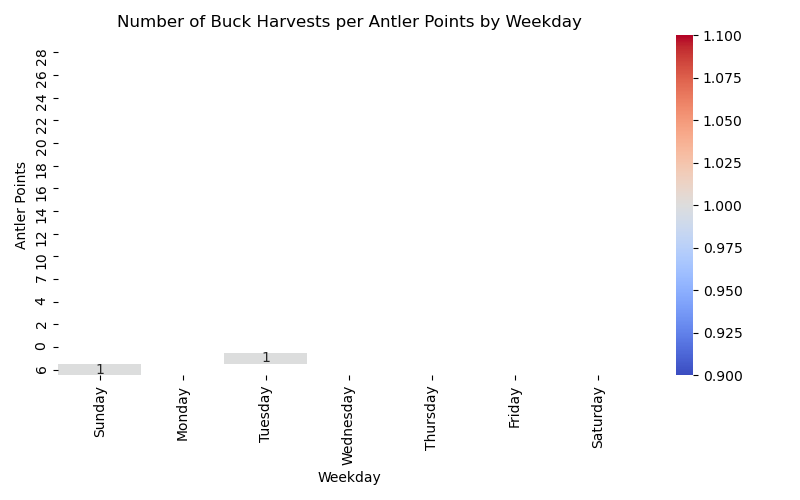 Number of Buck Harvests per Antler Points by Weekday
Antler Points
28
26
24
22
20
18
16
14
12
10
7
4
2
0
6
1
1
Sunday
Monday
Tuesday
Wednesday
Thursday
Friday
Saturday
Weekday
1.100
1.075
1.050
1.025
1.000
0.975
0.950
0.925
0.900